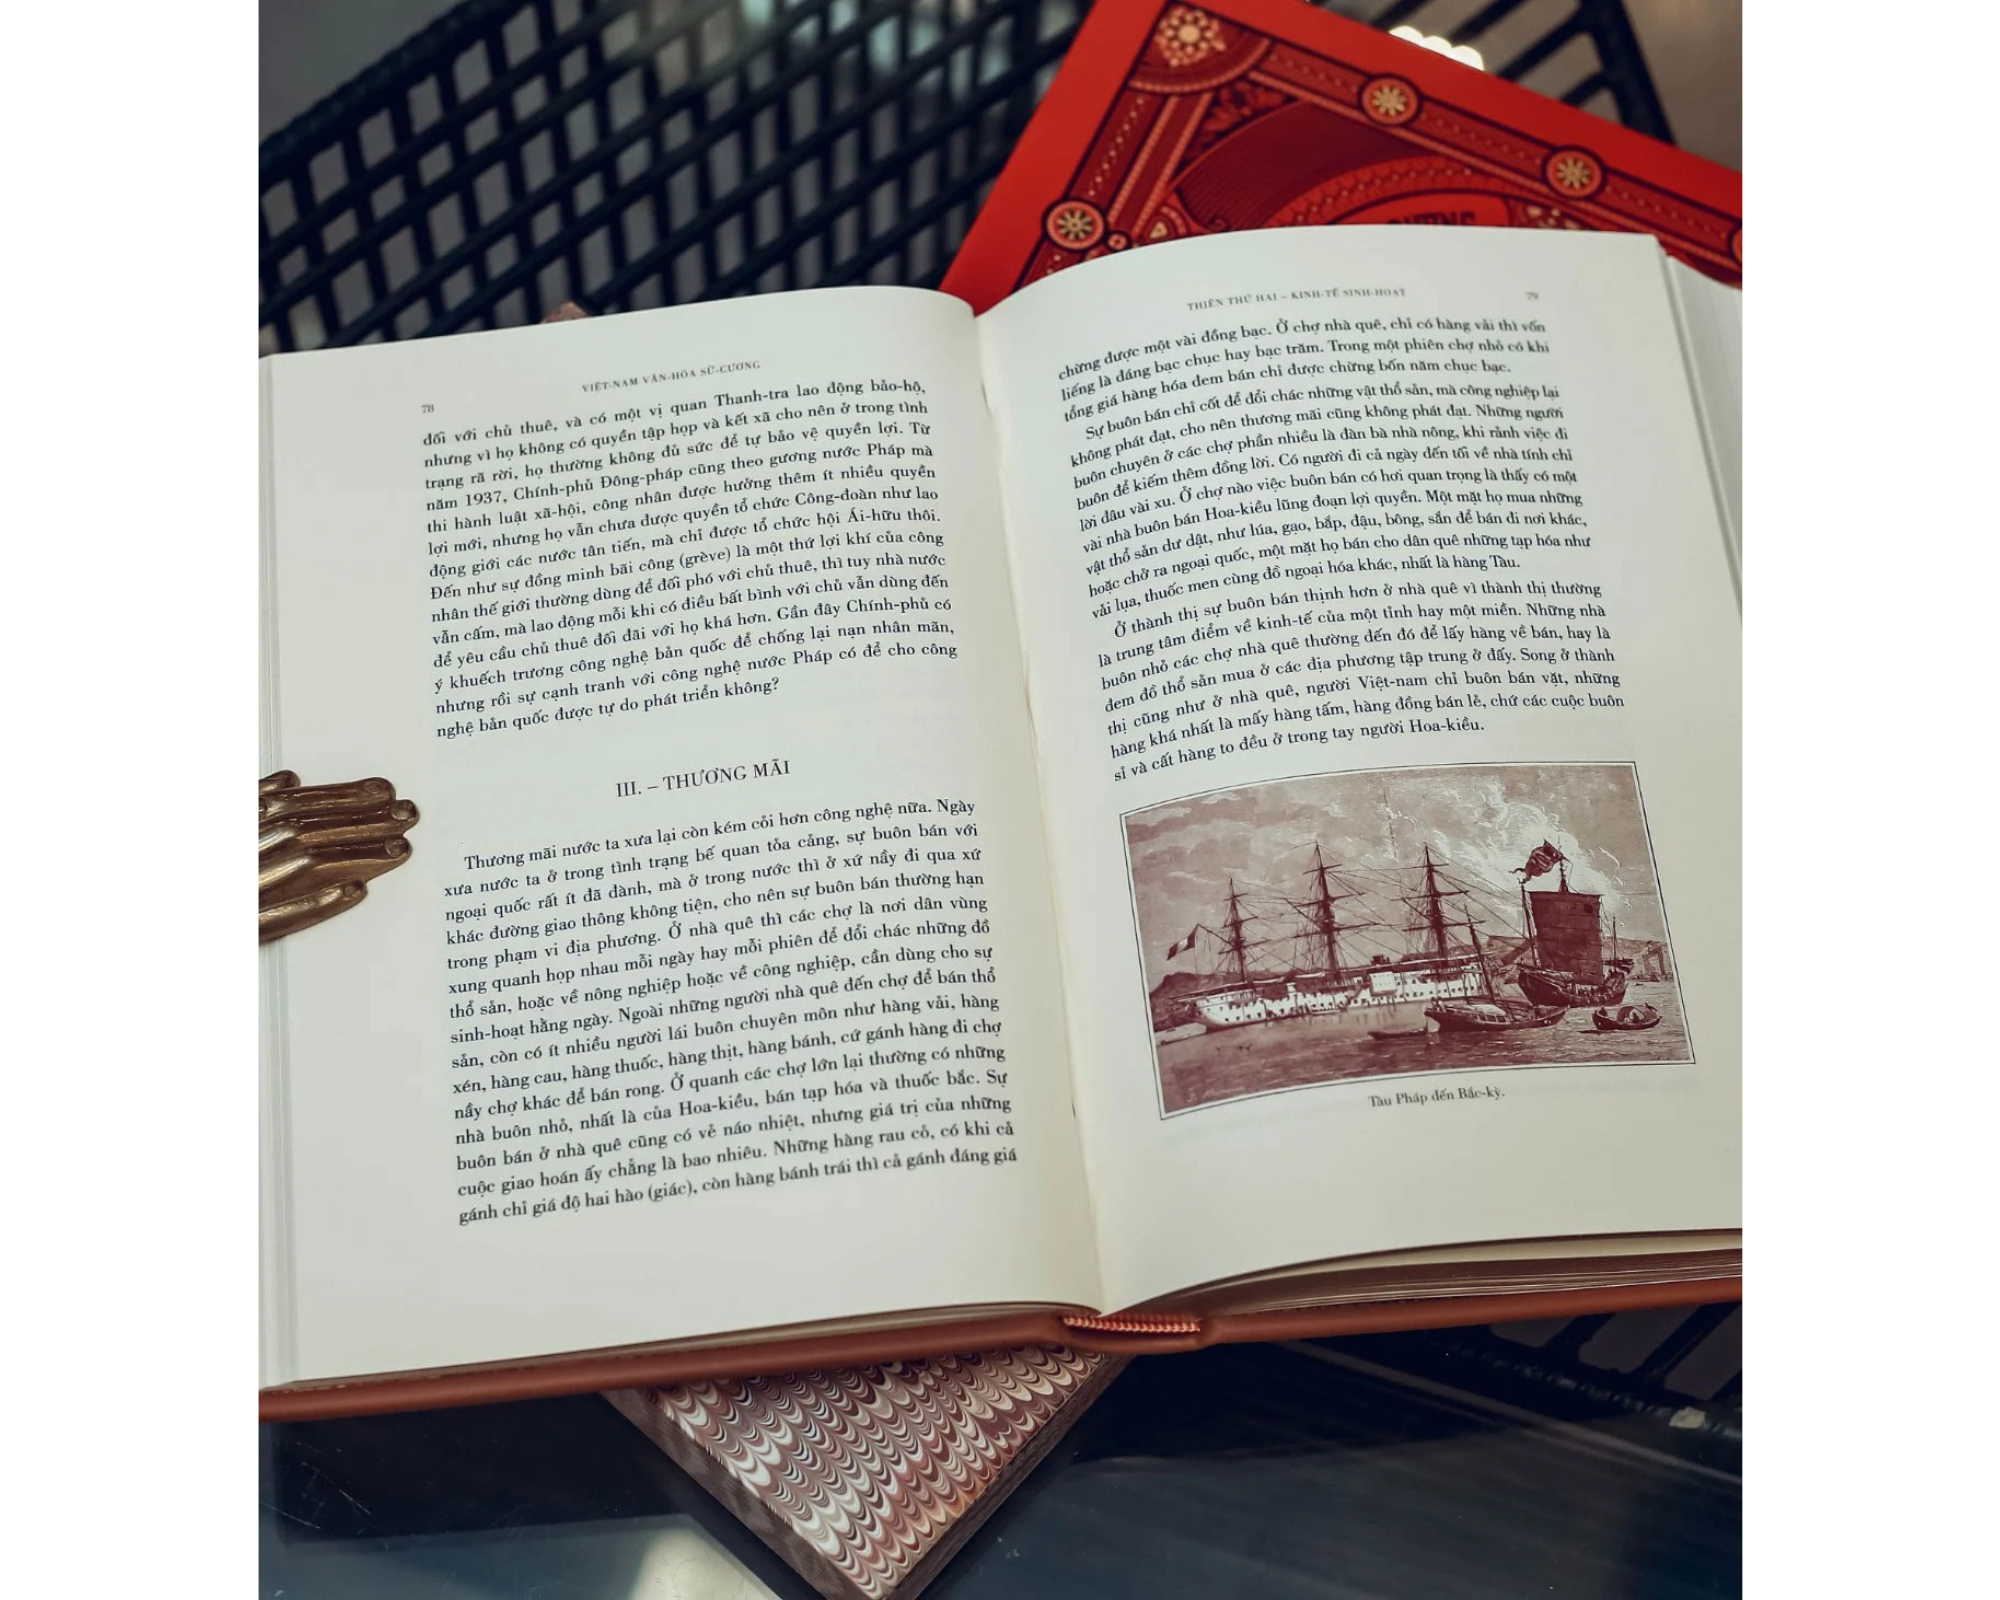 VIỆT-NAM VĂN-HÓA SỬ-CƯƠNG
78
đối với chủ thuê, và có một vị quan Thanh-tra lao động bảo-hộ,
nhưng vì họ không có quyền tập họp và kết xã cho nên ở trong tình
trạng rã rời, họ thường không đủ sức để tự bảo vệ quyền lợi. Từ
năm 1937, Chính-phủ Đông-pháp cũng theo gương nước Pháp mà
thi hành luật xã-hội, công nhân được hưởng thêm ít nhiều quyền
lợi mới, nhưng họ vẫn chưa được quyền tổ chức Công-đoàn như lao
động giới các nước tân tiến, mà chỉ được tổ chức hội Ái-hữu thôi.
Đến như sự đồng minh bãi công (grève) là một thứ lợi khí của công
nhân thế giới thường dùng để đối phó với chủ thuê, thì tuy nhà nước
vẫn cấm, mà lao động mỗi khi có điều bất bình với chủ vẫn dùng đến
để yêu cầu chủ thuê đối đãi với họ khá hơn. Gần đây Chính-phủ có
ý khuếch trương công nghệ bản quốc để chống lại nạn nhân mãn,
nhưng rồi sự cạnh tranh với công nghệ nước Pháp có để cho công
nghệ bản quốc được tự do phát triển không?
III. – THƯƠNG MÃI
Thương mãi nước ta xưa lại còn kém cỏi hơn công nghệ nữa. Ngày
xưa nước ta ở trong tình trạng bế quan tỏa cảng, sự buôn bán với
ngoại quốc rất ít đã đành, mà ở trong nước thì ở xứ nầy đi qua xứ
khác đường giao thông không tiện, cho nên sự buôn bán thường hạn
trong phạm vi địa phương. Ở nhà quê thì các chợ là nơi dân vùng
xung quanh họp nhau mỗi ngày hay mỗi phiên để đổi chác những đồ
thổ sản, hoặc về nông nghiệp hoặc về công nghiệp, cần dùng cho sự
sinh-hoạt hằng ngày. Ngoài những người nhà quê đến chợ để bán thổ
sản, còn có ít nhiều người lái buôn chuyên môn như hàng vải, hàng
xén, hàng cau, hàng thuốc, hàng thịt, hàng bánh, cứ gánh hàng đi chợ
nầy chợ khác để bán rong. Ở quanh các chợ lớn lại thường có những
nhà buôn nhỏ, nhất là của Hoa-kiều, bán tạp hóa và thuốc bắc. Sự
buôn bán ở nhà quê cũng có vẻ náo nhiệt, nhưng giá trị của những
cuộc giao hoán ấy chẳng là bao nhiêu. Những hàng rau cỏ, có khi cả
gánh chỉ giá độ hai hào (giác), còn hàng bánh trái thì cả gánh đáng giá
THIÊN THỨ HAI – KINH-TẾ SINH-HOẠT
79
chừng được một vài đồng bạc. Ở chợ nhà quê, chỉ có hàng vải thì vốn
liếng là đáng bạc chục hay bạc trăm. Trong một phiên chợ nhỏ có khi
tổng giá hàng hóa đem bán chỉ được chừng bốn năm chục bạc.
Sự buôn bán chỉ cốt để đổi chác những vật thổ sản, mà công nghiệp lại
không phát đạt, cho nên thương mãi cũng không phát đạt. Những người
buôn chuyên ở các chợ phần nhiều là đàn bà nhà nông, khi rảnh việc đi
buôn để kiếm thêm đồng lời. Có người đi cả ngày đến tối về nhà tính chỉ
lời đâu vài xu. Ở chợ nào việc buôn bán có hơi quan trọng là thấy có một
vài nhà buôn bán Hoa-kiều lũng đoạn lợi quyền. Một mặt họ mua những
vật thổ sản dư dật, như lúa, gạo, bắp, đậu, bông, sắn để bán đi nơi khác,
hoặc chở ra ngoại quốc, một mặt họ bán cho dân quê những tạp hóa như
vải lụa, thuốc men cùng đồ ngoại hóa khác, nhất là hàng Tàu.
Ở thành thị sự buôn bán thịnh hơn ở nhà quê vì thành thị thường
là trung tâm điểm về kinh-tế của một tỉnh hay một miền. Những nhà
buôn nhỏ các chợ nhà quê thường đến đó để lấy hàng về bán, hay là
đem đồ thổ sản mua ở các địa phương tập trung ở đấy. Song ở thành
thị cũng như ở nhà quê, người Việt-nam chỉ buôn bán vặt, những
hàng khá nhất là mấy hàng tấm, hàng đồng bán lẻ, chứ các cuộc buôn
sỉ và cất hàng to đều ở trong tay người Hoa-kiều.
Tàu Pháp đến Bắc-kỳ.